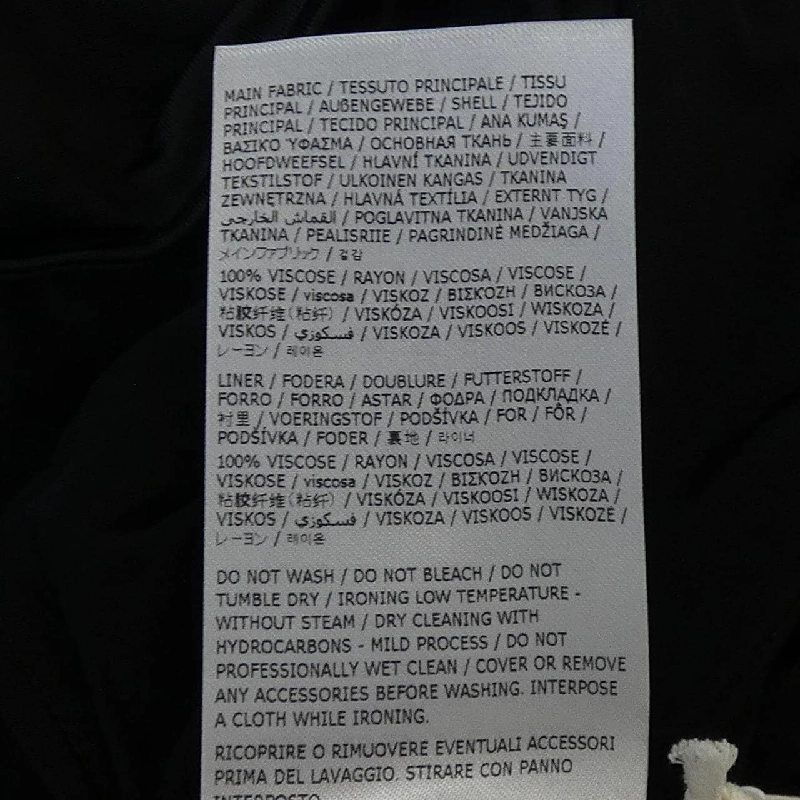 MAIN FABRIC / TESSUTO PRINCIPALE / TISSU
PRINCIPAL / AUßENGEWEBE / SHELL / TEJIDO
PRINCIPAL / TECIDO PRINCIPAL / ANA KUMAŞ /
ΒΑΣΙΚΌ ΎΦΑΣΜΑ / ОСНОВНАЯ ТКАНЬ / 主要面料 /
HOOFDWEEFSEL / HLAVNÍ TKANINA / UDVENDIGT
TEKSTILSTOF / ULKOINEN KANGAS / TKANINA
ZEWNĘTRZNA / HLAVNÁ TEXTÍLIA / EXTERNT TYG /
القماش الخارجي / POGLAVITNA TKANINA / VANJSKA
TKANINA / PEALISRIIE / PAGRINDINĖ MEDŽIAGA /
メインファブリック / 겉감
100% VISCOSE / RAYON / VISCOSA / VISCOSE /
VISKOSE / viscosa / VISKOZ / ΒΙΣΚΌΖΗ / ВИСКОЗА /
粘胶纤维(粘纤) / VISKÓZA / VISKOOSI / WISKOZA /
VISKOS / فسكوزي / VISKOZA / VISKOOS / VISKOZĖ /
レーヨン / 레이온
LINER / FODERA / DOUBLURE / FUTTERSTOFF /
FORRO / FORRO / ASTAR / ΦΌΔΡΑ / ПОДКЛАДКА /
衬里 / VOERINGSTOF / PODŠÍVKA / FOR / FÔR /
PODŠÍVKA / FODER / 裏地 / 라이너
100% VISCOSE / RAYON / VISCOSA / VISCOSE /
VISKOSE / viscosa / VISKOZ / ΒΙΣΚΌΖΗ / ВИСКОЗА /
粘胶纤维(粘纤) / VISKÓZA / VISKOOSI / WISKOZA /
VISKOS / فسكوزي / VISKOZA / VISKOOS / VISKOZĖ /
レーヨン / 레이온
DO NOT WASH / DO NOT BLEACH / DO NOT
TUMBLE DRY / IRONING LOW TEMPERATURE -
WITHOUT STEAM / DRY CLEANING WITH
HYDROCARBONS - MILD PROCESS / DO NOT
PROFESSIONALLY WET CLEAN / COVER OR REMOVE
ANY ACCESSORIES BEFORE WASHING. INTERPOSE
A CLOTH WHILE IRONING.
RICOPRIRE O RIMUOVERE EVENTUALI ACCESSORI
PRIMA DEL LAVAGGIO. STIRARE CON PANNO
INTERPOSTO